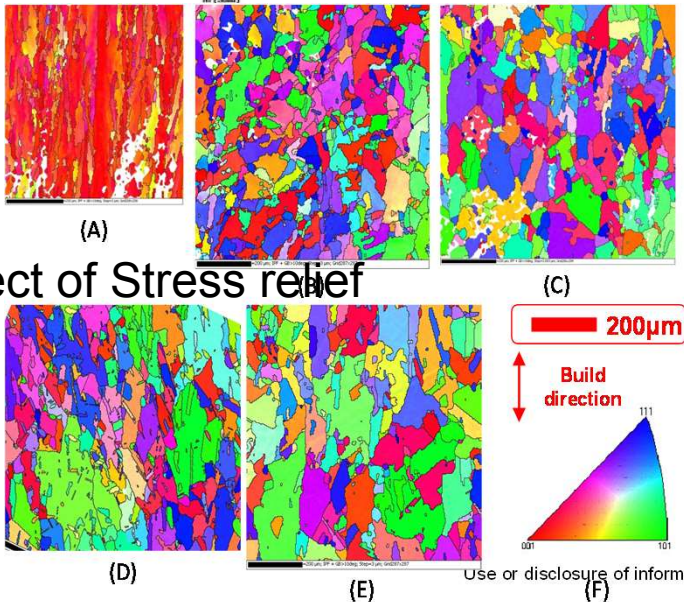 (A)
ect of Stress relief
(B)
(C)
200μm
Build
direction
111
001
101
(D)
(E)
Use or disclosure of inform
(F)